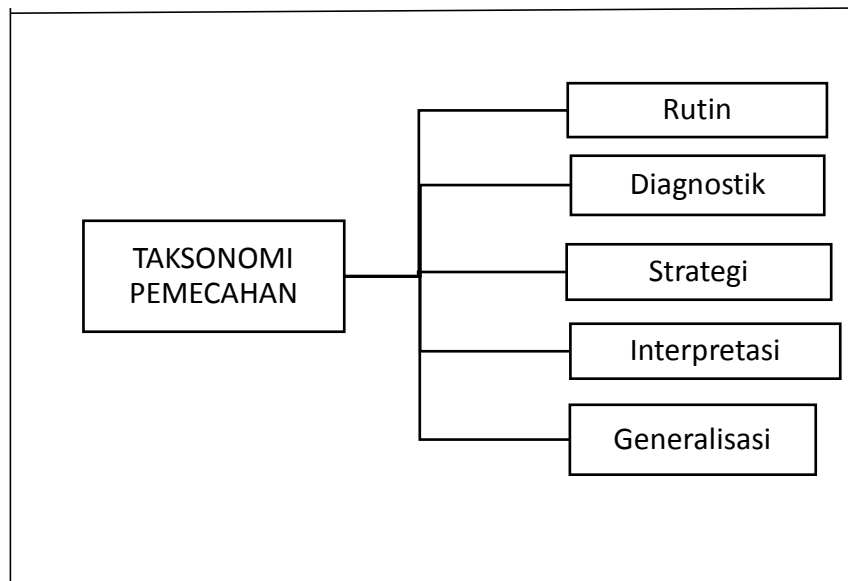 TAKSONOMI
PEMECAHAN
Rutin
Diagnostik
Strategi
Interpretasi
Generalisasi